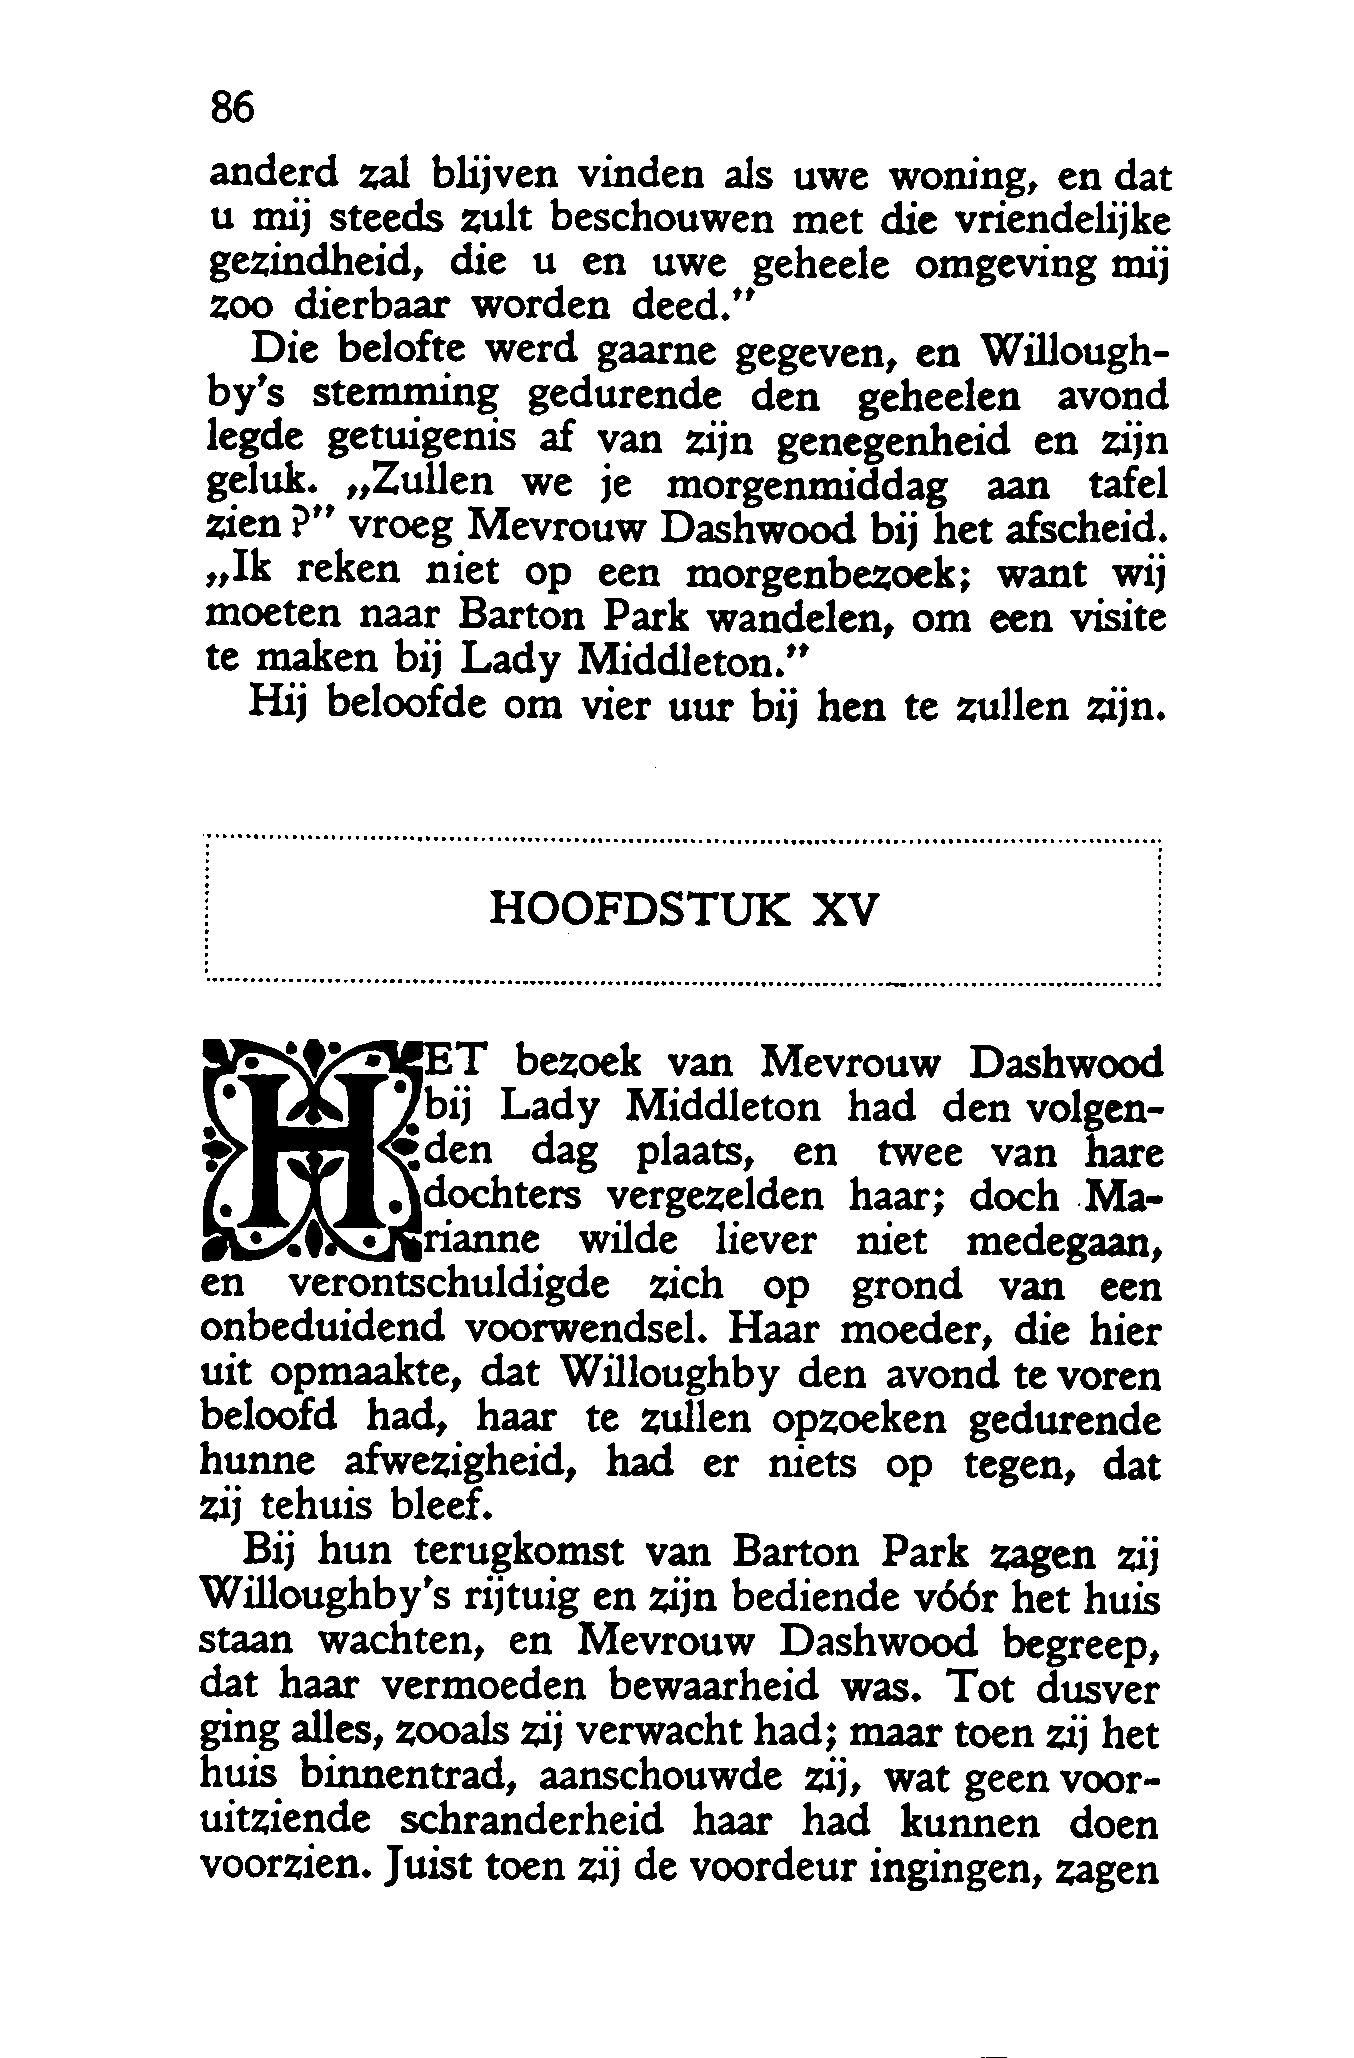 86
anderd zal blijven vinden als uwe woning, en dat
u mij steeds zult beschouwen met die vriendelijke
gezindheid, die u en uwe geheele omgeving mij
zoo dierbaar worden deed.”
Die belofte werd gaarne gegeven, en Willough-
by’s stemming gedurende den geheelen avond
legde getuigenis af van zijn genegenheid en zijn
geluk. „Zullen we je morgenmiddag aan tafel
zien?” vroeg Mevrouw Dashwood bij het afscheid.
„Ik reken niet op een morgenbezoek; want wij
moeten naar Barton Park wandelen, om een visite
te maken bij Lady Middleton.”
Hij beloofde om vier uur bij hen te zullen zijn.
HOOFDSTUK XV
HET bezoek van Mevrouw Dashwood
bij Lady Middleton had den volgen-
den dag plaats, en twee van hare
dochters vergezelden haar; doch Ma-
rianne wilde liever niet medegaan,
en verontschuldigde zich op grond van een
onbeduidend voorwendsel. Haar moeder, die hier
uit opmaakte, dat Willoughby den avond te voren
beloofd had, haar te zullen opzoeken gedurende
hunne afwezigheid, had er niets op tegen, dat
zij tehuis bleef.
Bij hun terugkomst van Barton Park zagen zij
Willoughby’s rijtuig en zijn bediende vóór het huis
staan wachten, en Mevrouw Dashwood begreep,
dat haar vermoeden bewaarheid was. Tot dusver
ging alles, zooals zij verwacht had; maar toen zij het
huis binnentrad, aanschouwde zij, wat geen voor-
uitziende schranderheid haar had kunnen doen
voorzien. Juist toen zij de voordeur ingingen, zagen